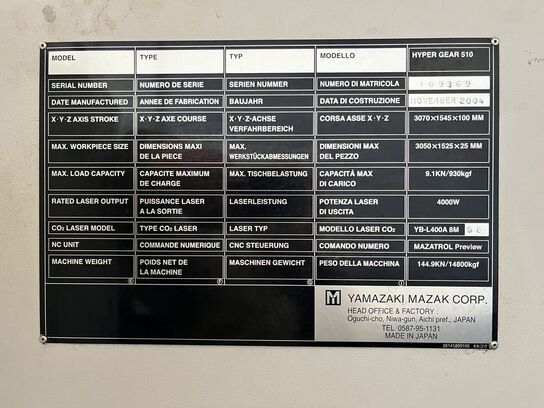 MODEL TYPE TYP MODELLO HYPER GEAR 510
SERIAL NUMBER NUMERO DE SERIE SERIEN NUMMER NUMERO DI MATRICOLA 169369
DATE MANUFACTURED ANNEE DE FABRICATION BAUJAHR DATA DI COSTRUZIONE NOVEMBER 2004
X·Y·Z AXIS STROKE X·Y·Z AXE COURSE X·Y·Z-ACHSE CORSA ASSE X·Y·Z 3070×1545×100 MM
VERFAHRBEREICH
MAX. WORKPIECE SIZE DIMENSIONS MAXI MAX. DIMENSIONI MAX 3050×1525×25 MM
DE LA PIECE WERKSTÜCKABMESSUNGEN DEL PEZZO
MAX. LOAD CAPACITY CAPACITE MAXIMUM MAX. TISCHBELASTUNG CAPACITÁ MAX 9.1KN/930kgf
DE CHARGE DI CARICO
RATED LASER OUTPUT PUISSANCE LASER LASERLEISTUNG POTENZA LASER 4000W
A LA SORTIE DI USCITA
CO₂ LASER MODEL TYPE CO₂ LASER LASER TYP MODELLO LASER CO₂ YB-L400A 8M 5E
NC UNIT COMMANDE NUMERIQUE CNC STEUERUNG COMANDO NUMERO MAZATROL Preview
MACHINE WEIGHT POIDS NET DE MASCHINEN GEWICHT PESO DELLA MACCHINA 144.9KN/14800kgf
LA MACHINE
E F G I
M YAMAZAKI MAZAK CORP.
HEAD OFFICE & FACTORY :
Oguchi-cho, Niwa-gun, Aichi pref., JAPAN
TEL 0587-95-1131
MADE IN JAPAN